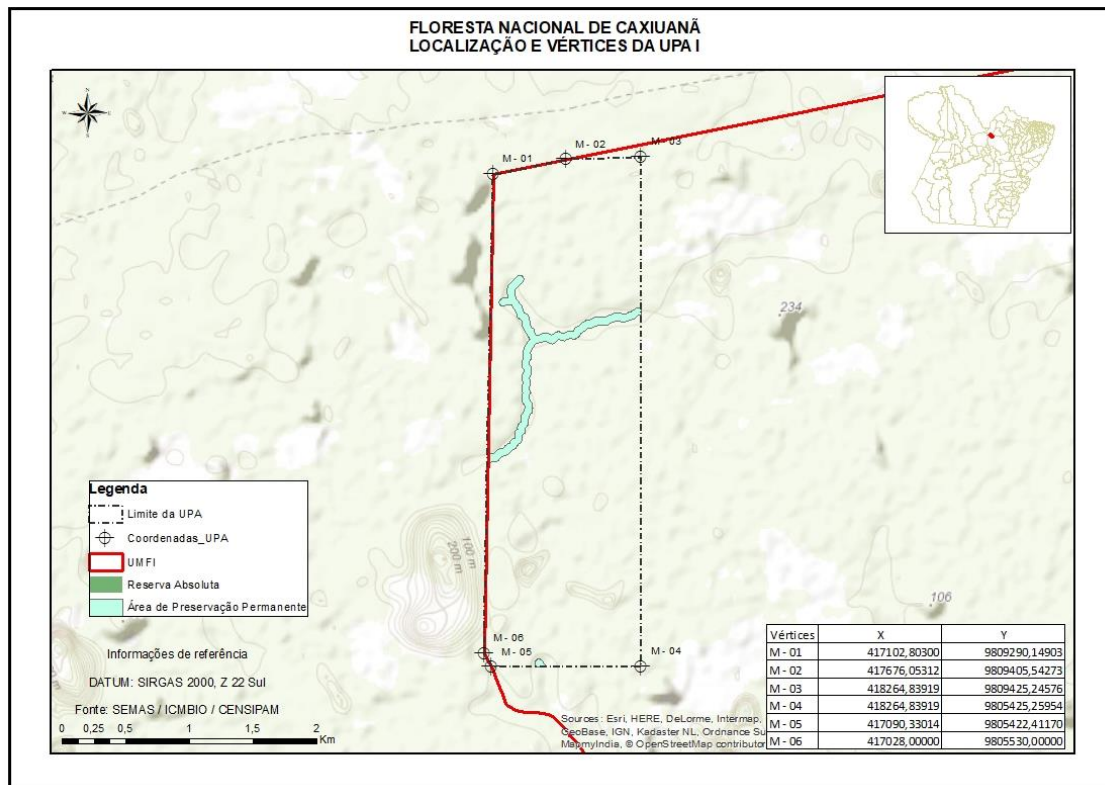 FLORESTA NACIONAL DE CAXIUANÃ
LOCALIZAÇÃO E VÉRTICES DA UPA I
M - 01
M - 02
M - 03
234
100 m
200 m
106
M - 06
M - 05
M - 04
Legenda
Limite da UPA
Coordenadas_UPA
UMFI
Reserva Absoluta
Área de Preservação Permanente
Informações de referência
DATUM: SIRGAS 2000, Z 22 Sul
Fonte: SEMAS / ICMBIO / CENSIPAM
0 0,25 0,5 1 1,5 2
Km
Sources: Esri, HERE, DeLorme, Intermap,
GeoBase, IGN, Kadaster NL, Ordnance Su
MapmyIndia, © OpenStreetMap contributor
Vértices X Y
M - 01 417102,80300 9809290,14903
M - 02 417676,05312 9809405,54273
M - 03 418264,83919 9809425,24576
M - 04 418264,83919 9805425,25954
M - 05 417090,33014 9805422,41170
M - 06 417028,00000 9805530,00000